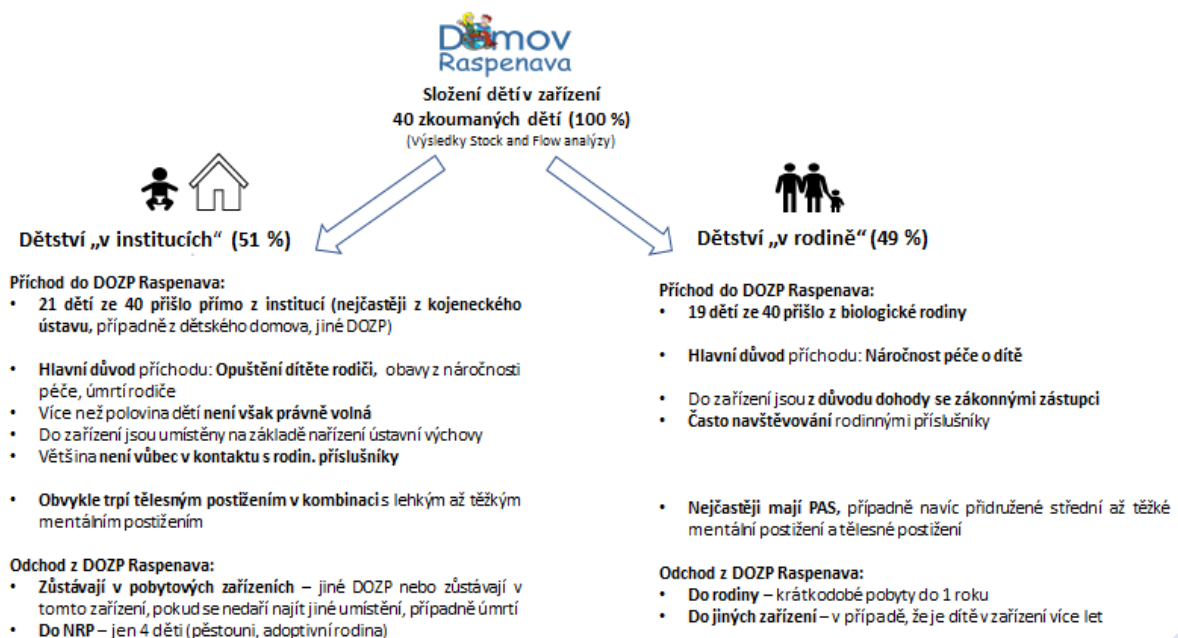 Domov
Raspenava
Složení dětí v zařízení
40 zkoumaných dětí (100 %)
(Výsledky Stock and Flow analýzy)
Dětství „v institucích“ (51 %)
Příchod do DOZP Raspenava:
• 21 dětí ze 40 přišlo přímo z institucí (nejčastěji z kojeneckého
ústavu, případně z dětského domova, jiné DOZP)
• Hlavní důvod příchodu: Opuštění dítěte rodiči, obavy z náročnosti
péče, úmrtí rodiče
• Více než polovina dětí není však právně volná
• Do zařízení jsou umístěny na základě nařízení ústavní výchovy
• Většina není vůbec v kontaktu s rodin. příslušníky
• Obvykle trpí tělesným postižením v kombinaci s lehkým až těžkým
mentálním postižením
Odchod z DOZP Raspenava:
• Zůstávají v pobytových zařízeních – jiné DOZP nebo zůstávají v
tomto zařízení, pokud se nedaří najít jiné umístění, případně úmrtí
• Do NRP – jen 4 děti (pěstouni, adoptivní rodina)
Dětství „v rodině“ (49 %)
Příchod do DOZP Raspenava:
• 19 dětí ze 40 přišlo z biologické rodiny
• Hlavní důvod příchodu: Náročnost péče o dítě
• Do zařízení jsou z důvodu dohody se zákonnými zástupci
• Často navštěvování rodinnými příslušníky
• Nejčastěji mají PAS, případně navíc přidružené střední až těžké
mentální postižení a tělesné postižení
Odchod z DOZP Raspenava:
• Do rodiny – krátkodobé pobyty do 1 roku
• Do jiných zařízení – v případě, že je dítě v zařízení více let